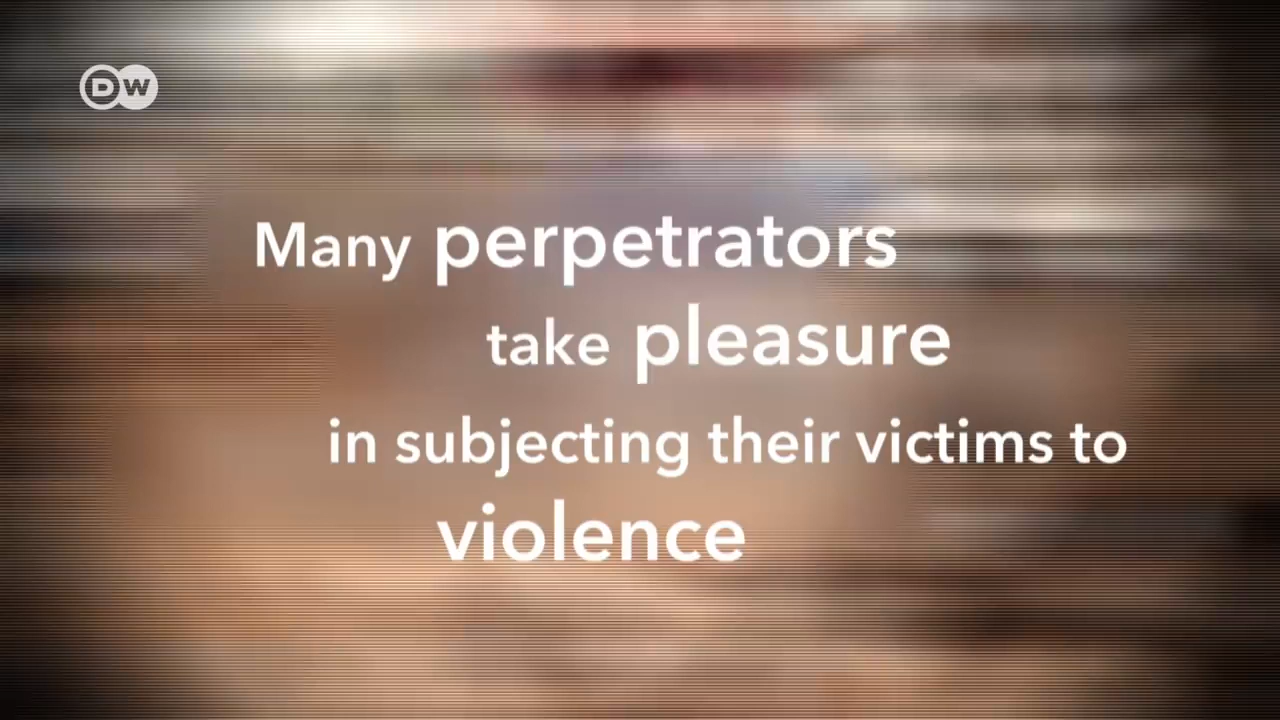 DW
Many perpetrators
take pleasure
in subjecting their victims to
violence